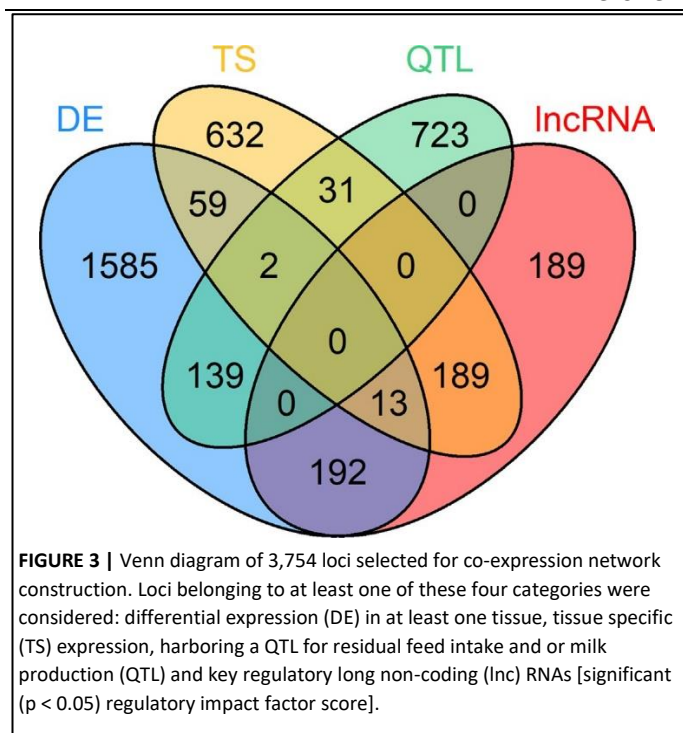 TS QTL
DE lncRNA
632 723
59 31 0
1585 2 0 189
0
139 189
0 13
192
FIGURE 3 | Venn diagram of 3,754 loci selected for co-expression network
construction. Loci belonging to at least one of these four categories were
considered: differential expression (DE) in at least one tissue, tissue specific
(TS) expression, harboring a QTL for residual feed intake and or milk
production (QTL) and key regulatory long non-coding (lnc) RNAs [significant
(p < 0.05) regulatory impact factor score].